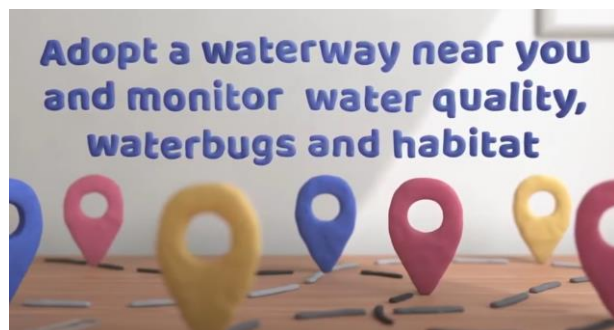 Adopt a waterway near you
and monitor water quality,
waterbugs and habitat